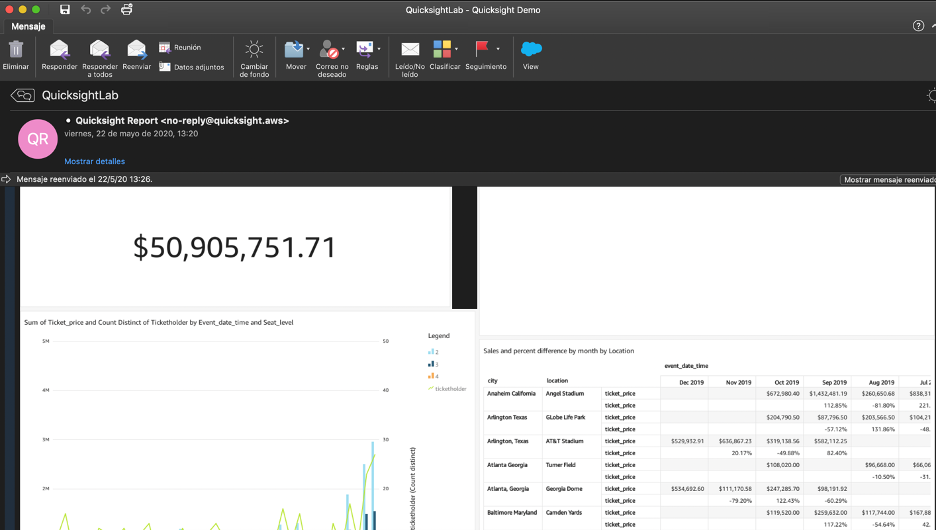 QuicksightLab - Quicksight Demo
Mensaje
Eliminar
Responder
Responder a todos
Reenviar
Reunión
Datos adjuntos
Cambiar de fondo
Mover
Correo no deseado
Reglas
Leído/No leído
Clasificar
Seguimiento
View
QuicksightLab
QR
Quicksight Report <no-reply@quicksight.aws>
viernes, 22 de mayo de 2020, 13:20
Mostrar detalles
Mensaje reenviado el 22/5/20 13:26.
Mostrar mensaje reenviado
$50,905,751.71
Sum of Ticket_price and Count Distinct of Ticketholder by Event_date_time and Seat_level
5M
4M
3M
2M
50
40
30
20
ticketholder (Count distinct)
Legend
2
3
4
ticketholder
Sales and percent difference by month by Location
event_date_time
city location Dec 2019 Nov 2019 Oct 2019 Sep 2019 Aug 2019 Jul
Anaheim California Angel Stadium ticket_price $672,980.40 $1,432,481.19 $260,650.68 $838,31
ticket_price 112.85% -81.80% 221.
Arlington Texas GLobe Life Park ticket_price $204,790.50 $87,796.50 $203,566.50 $104,21
ticket_price -57.12% 131.86% -48.
Arlington, Texas AT&T Stadium ticket_price $529,932.91 $636,867.23 $319,138.56 $582,112.25
ticket_price 20.17% -49.88% 82.40%
Atlanta Georgia Turner Field ticket_price $108,020.00 $96,668.00 $66,06
ticket_price -10.50% -31.
Atlanta, Georgia Georgia Dome ticket_price $534,692.60 $111,170.56 $247,285.70 $98,191.92
ticket_price -79.20% 122.43% -60.29%
Baltimore Maryland Camden Yards ticket_price $119,520.00 $259,632.00 $117,744.00 $167,88
ticket_price 117.22% -54.64% 42.